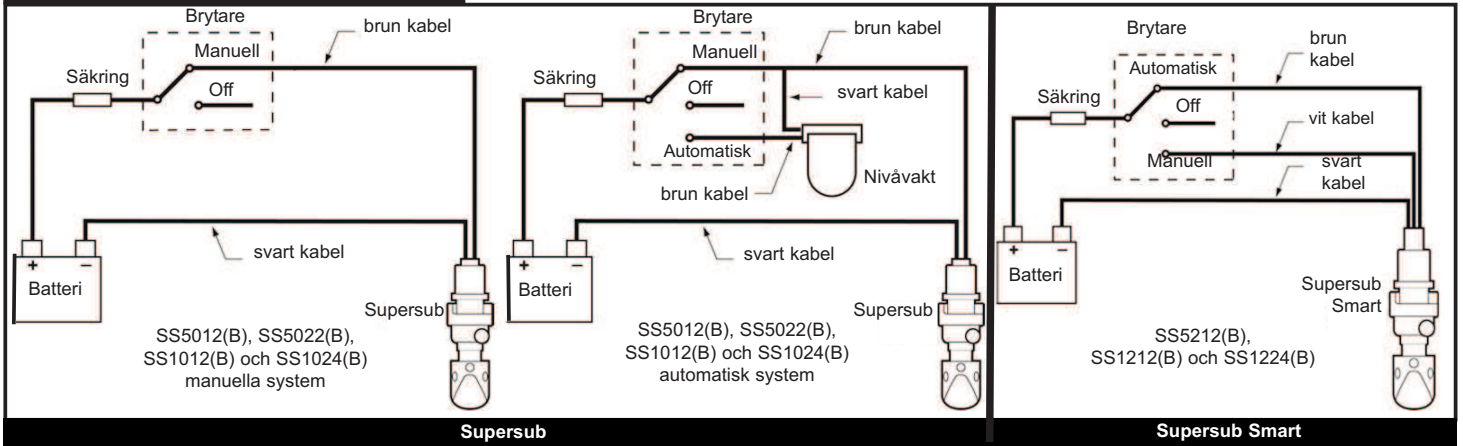 Brytare
Manuell
brun kabel
Säkring
Off
+
−
Batteri
svart kabel
Supersub
SS5012(B), SS5022(B),
SS1012(B) och SS1024(B)
manuella system
Brytare
Manuell
brun kabel
Säkring
Off
svart kabel
Automatisk
brun kabel
Nivåvakt
+
−
Batteri
svart kabel
Supersub
SS5012(B), SS5022(B),
SS1012(B) och SS1024(B)
automatisk system
Supersub
Brytare
Automatisk
brun
kabel
Säkring
Off
vit kabel
Manuell
svart
kabel
+
−
Batteri
Supersub
Smart
SS5212(B),
SS1212(B) och SS1224(B)
Supersub Smart